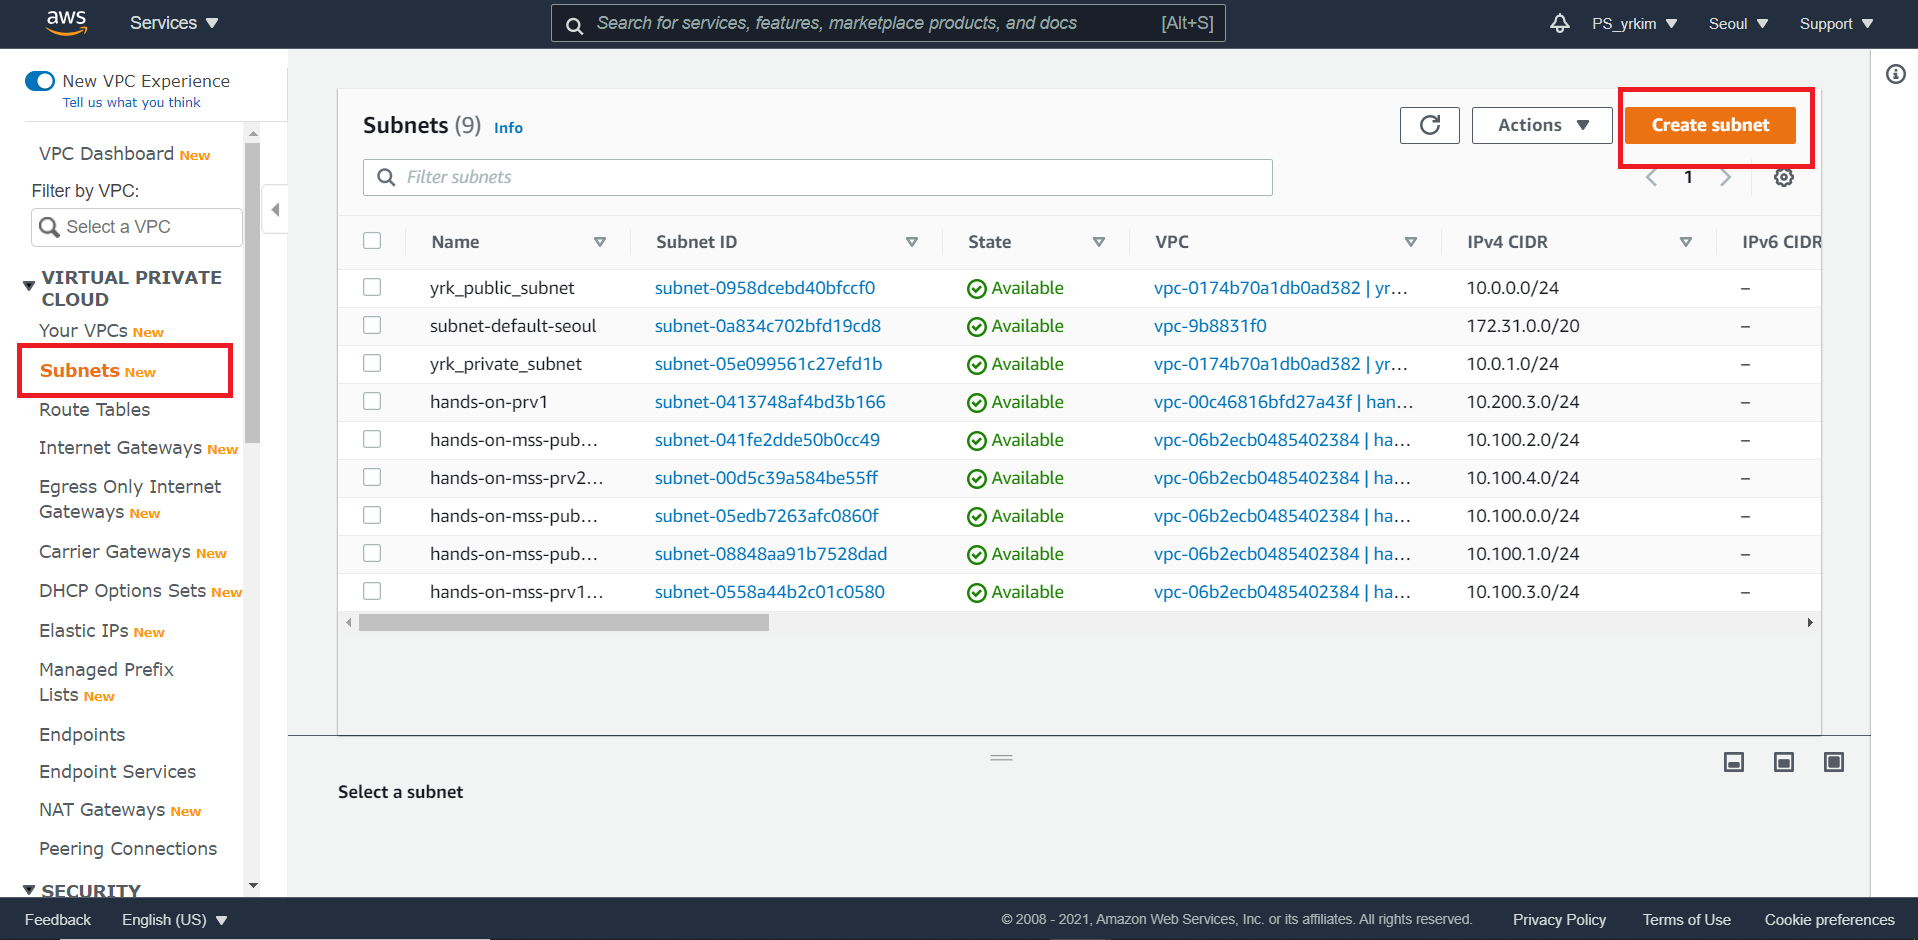 aws
Services
Search for services, features, marketplace products, and docs
[Alt+S]
PS_yrkim
Seoul
Support
New VPC Experience
Tell us what you think
VPC Dashboard New
Filter by VPC:
Select a VPC
VIRTUAL PRIVATE
CLOUD
Your VPCs New
Subnets New
Route Tables
Internet Gateways New
Egress Only Internet
Gateways New
Carrier Gateways New
DHCP Options Sets New
Elastic IPs New
Managed Prefix
Lists New
Endpoints
Endpoint Services
NAT Gateways New
Peering Connections
SECURITY
Subnets (9) Info
Actions
Create subnet
Filter subnets
1
Name Subnet ID State VPC IPv4 CIDR IPv6 CIDR
yrk_public_subnet subnet-0958dcebd40bfccf0 Available vpc-0174b70a1db0ad382 | yr… 10.0.0.0/24 –
subnet-default-seoul subnet-0a834c702bfd19cd8 Available vpc-9b8831f0 172.31.0.0/20 –
yrk_private_subnet subnet-05e099561c27efd1b Available vpc-0174b70a1db0ad382 | yr… 10.0.1.0/24 –
hands-on-prv1 subnet-0413748af4bd3b166 Available vpc-00c46816bfd27a43f | han… 10.200.3.0/24 –
hands-on-mss-pub… subnet-041fe2dde50b0cc49 Available vpc-06b2ecb0485402384 | ha… 10.100.2.0/24 –
hands-on-mss-prv2… subnet-00d5c39a584be55ff Available vpc-06b2ecb0485402384 | ha… 10.100.4.0/24 –
hands-on-mss-pub… subnet-05edb7263afc0860f Available vpc-06b2ecb0485402384 | ha… 10.100.0.0/24 –
hands-on-mss-pub… subnet-08848aa91b7528dad Available vpc-06b2ecb0485402384 | ha… 10.100.1.0/24 –
hands-on-mss-prv1… subnet-0558a44b2c01c0580 Available vpc-06b2ecb0485402384 | ha… 10.100.3.0/24 –
Select a subnet
Feedback
English (US)
© 2008 - 2021, Amazon Web Services, Inc. or its affiliates. All rights reserved.
Privacy Policy
Terms of Use
Cookie preferences